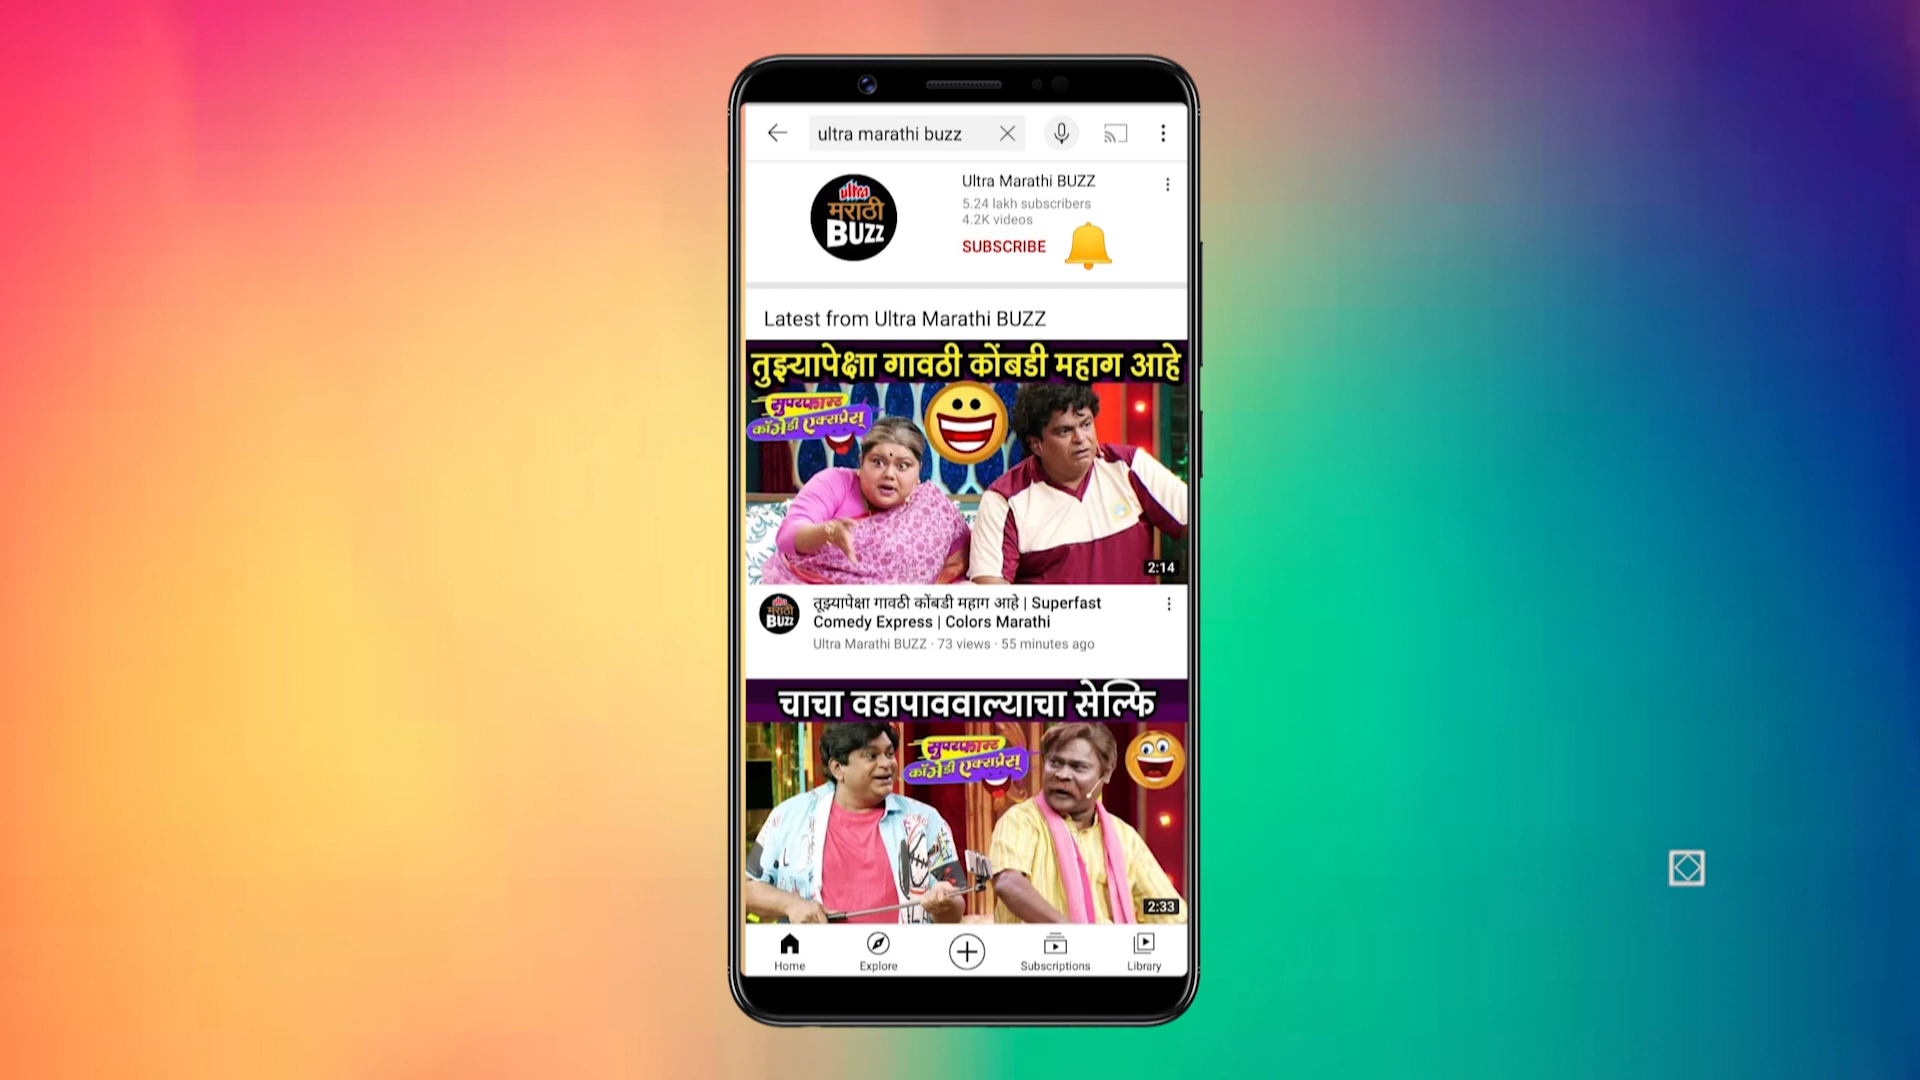 ultra marathi buzz
ultra
मराठी
BUZZ
Ultra Marathi BUZZ
5.24 lakh subscribers
4.2K videos
SUBSCRIBE
Latest from Ultra Marathi BUZZ
तुझ्यापेक्षा गावठी कोंबडी महाग आहे
सुपरफास्ट
कॉमेडी एक्सप्रेस्
2:14
ultra
मराठी
BUZZ
तूझ्यापेक्षा गावठी कोंबडी महाग आहे | Superfast
Comedy Express | Colors Marathi
Ultra Marathi BUZZ · 73 views · 55 minutes ago
चाचा वडापाववाल्याचा सेल्फि
सुपरफास्ट
कॉमेडी एक्सप्रेस्
2:33
Home
Explore
Subscriptions
Library